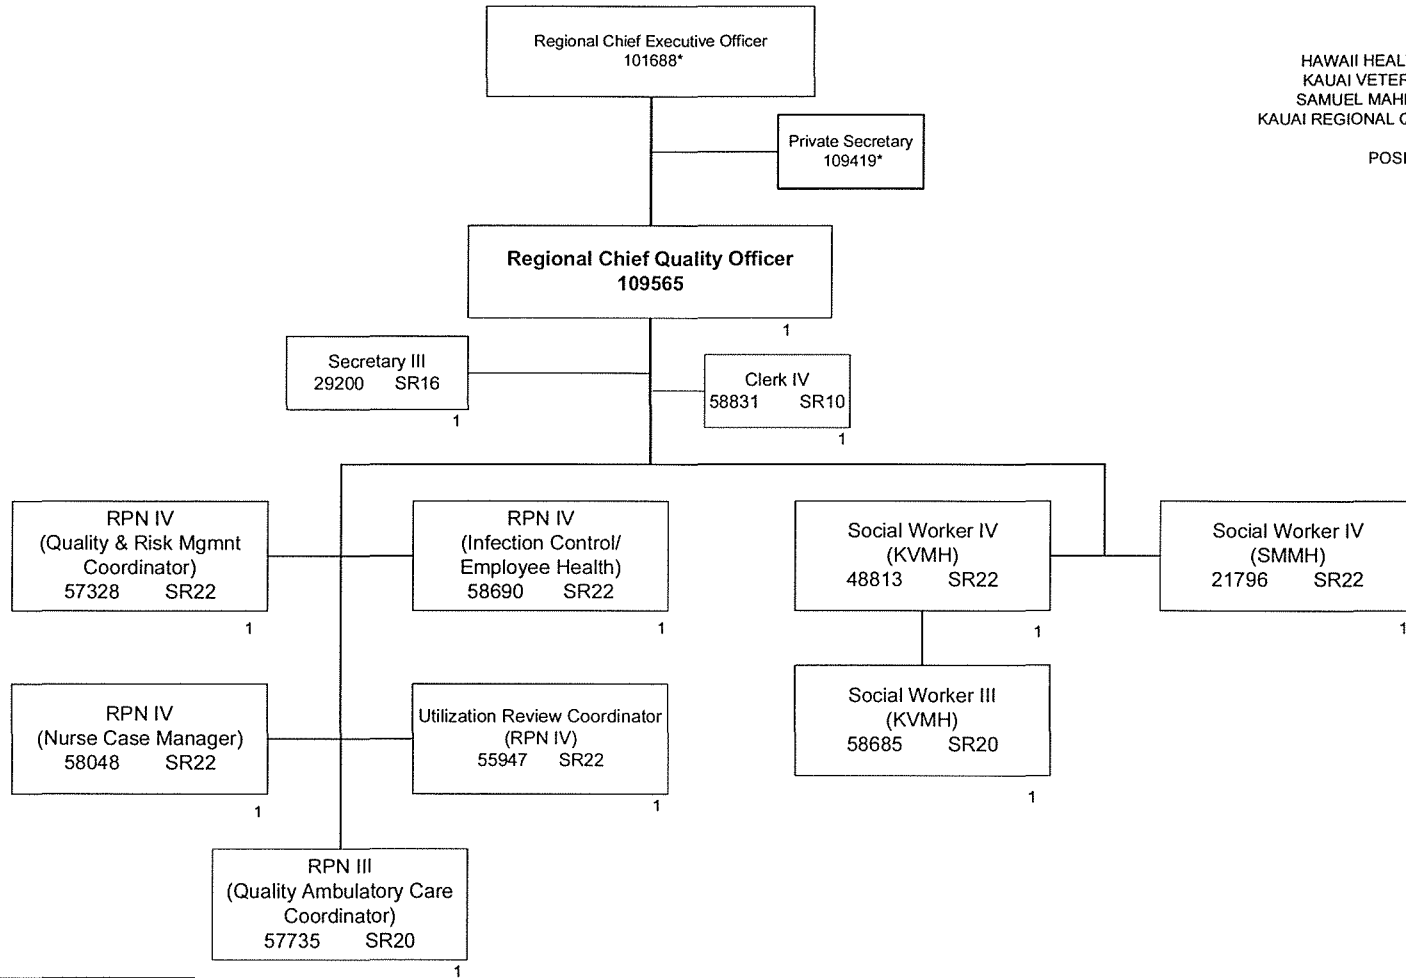 Regional Chief Executive Officer
101688*
HAWAII HEAL
KAUAI VETER
SAMUEL MAH
KAUAI REGIONAL
POSI
Private Secretary
109419*
Regional Chief Quality Officer
109565
1
Secretary III
29200 SR16
1
Clerk IV
58831 SR10
1
RPN IV
(Quality & Risk Mgmnt
Coordinator)
57328 SR22
1
RPN IV
(Infection Control/
Employee Health)
58690 SR22
1
Social Worker IV
(KVMH)
48813 SR22
1
Social Worker IV
(SMMH)
21796 SR22
1
RPN IV
(Nurse Case Manager)
58048 SR22
1
Utilization Review Coordinator
(RPN IV)
55947 SR22
1
Social Worker III
(KVMH)
58685 SR20
1
RPN III
(Quality Ambulatory Care
Coordinator)
57735 SR20
1